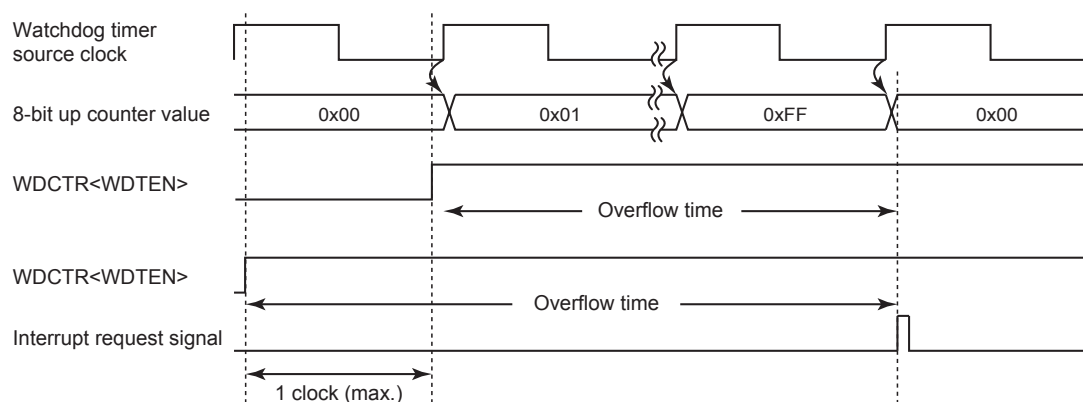 Watchdog timer
source clock
8-bit up counter value
0x00
0x01
0xFF
0x00
WDCTR<WDTEN>
Overflow time
WDCTR<WDTEN>
Overflow time
Interrupt request signal
1 clock (max.)